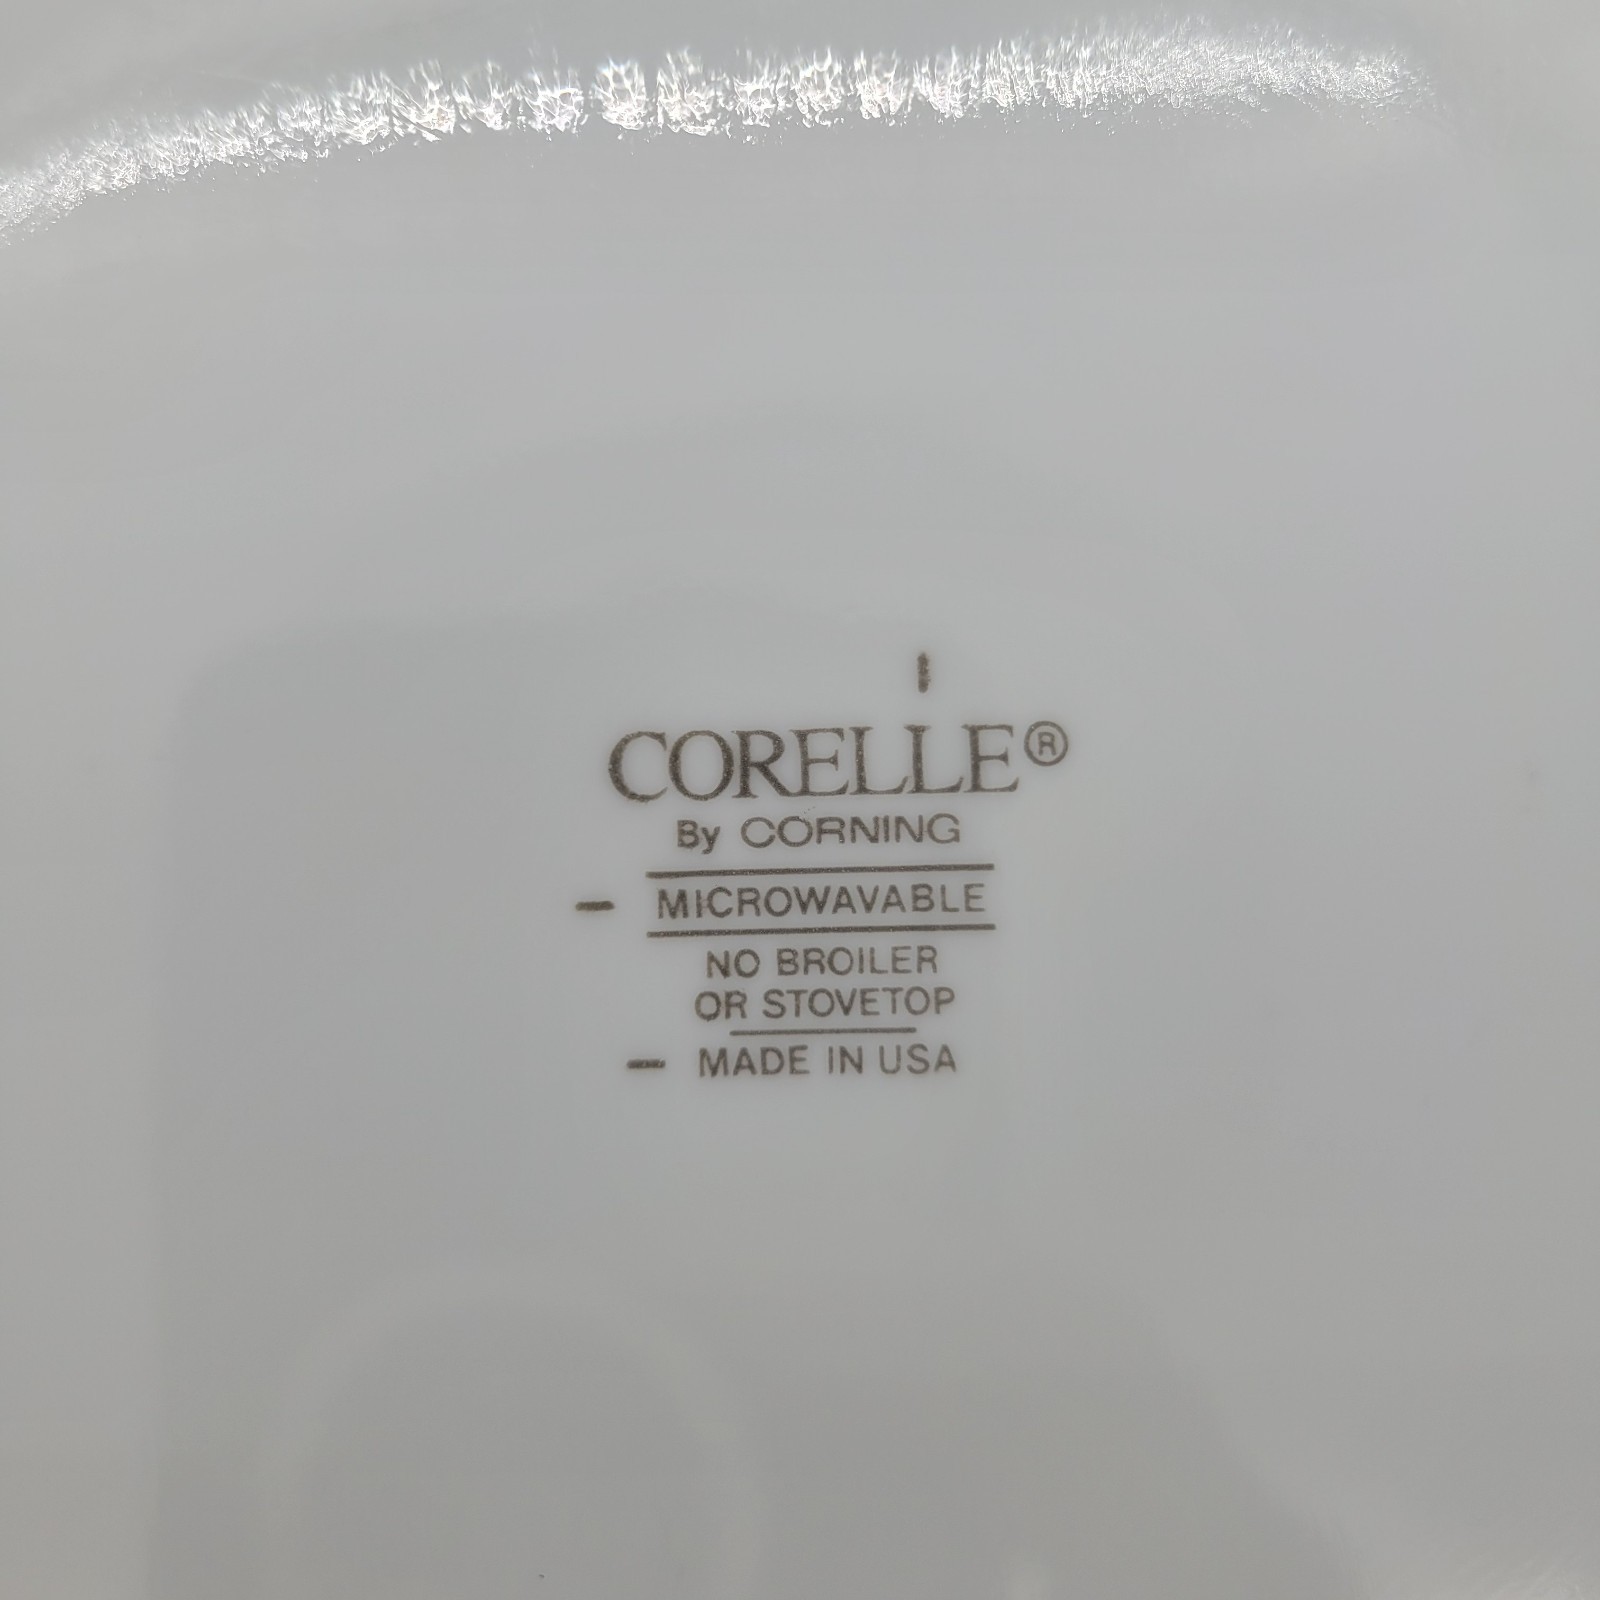 CORELLE®
By CORNING
MICROWAVABLE
NO BROILER
OR STOVETOP
MADE IN USA